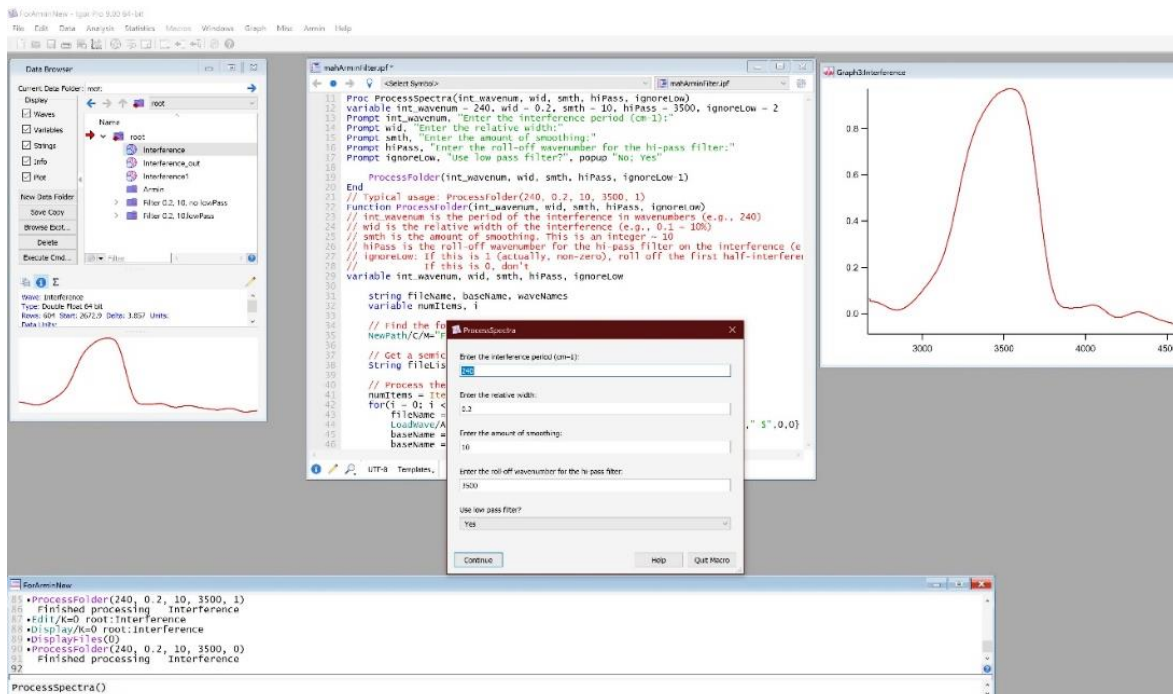 ForArminNew - Igor Pro 9.00 64-bit
File Edit Data Analysis Statistics Macros Windows Graph Misc Armin Help
Data Browser
Current Data Folder: root:
Display
Waves
Variables
Strings
Info
Plot
New Data Folder
Save Copy
Browse Expt...
Delete
Execute Cmd...
root
Name
root
Interference
Interference_out
Interference1
Armin
Filter 0.2, 10, no lowPass
Filter 0.2, 10,lowPass
Filter
Wave: Interference
Type: Double Float 64 bit
Rows: 604 Start: 2672.9 Delta: 3.857 Units:
Data Units:
mahArminFilter.ipf *
<Select Symbol> mahArminFilter.ipf
11 Proc ProcessSpectra(int_wavenum, wid, smth, hiPass, ignoreLow)
12 variable int_wavenum = 240, wid = 0.2, smth = 10, hiPass = 3500, ignoreLow = 2
13 Prompt int_wavenum, "Enter the interference period (cm-1):"
14 Prompt wid, "Enter the relative width:"
15 Prompt smth, "Enter the amount of smoothing:"
16 Prompt hiPass, "Enter the roll-off wavenumber for the hi-pass filter:"
17 Prompt ignoreLow, "Use low pass filter?", popup "No; Yes"
18
19 ProcessFolder(int_wavenum, wid, smth, hiPass, ignoreLow-1)
20 End
21 // Typical usage: ProcessFolder(240, 0.2, 10, 3500, 1)
22 Function ProcessFolder(int_wavenum, wid, smth, hiPass, ignoreLow)
23 // int_wavenum is the period of the interference in wavenumbers (e.g., 240)
24 // wid is the relative width of the interference (e.g., 0.1 = 10%)
25 // smth is the amount of smoothing. This is an integer ~ 10
26 // hiPass is the roll-off wavenumber for the hi-pass filter on the interference (e
27 // ignoreLow: If this is 1 (actually, non-zero), roll off the first half-interferen
28 // If this is 0, don't
29 variable int_wavenum, wid, smth, hiPass, ignoreLow
30
31 string fileName, baseName, waveNames
32 variable numItems, i
33
34 // Find the fo
35 NewPath/C/M="F
36
37 // Get a semic
38 String fileLis
39
40 // Process the
41 numItems = Ite
42 for(i = 0; i <
43 fileName =
44 LoadWave/A ," $",0,0}
45 baseName =
46 baseName =
UTF-8 Templates
ProcessSpectra
Enter the interference period (cm-1):
240
Enter the relative width:
0.2
Enter the amount of smoothing:
10
Enter the roll-off wavenumber for the hi-pass filter:
3500
Use low pass filter?
Yes
Continue Help Quit Macro
Graph3:Interference
0.8
0.6
0.4
0.2
0.0
3000 3500 4000 450
ForArminNew
85 •ProcessFolder(240, 0.2, 10, 3500, 1)
86 Finished processing Interference
87 •Edit/K=0 root:Interference
88 •Display/K=0 root:Interference
89 •DisplayFiles(0)
90 •ProcessFolder(240, 0.2, 10, 3500, 0)
91 Finished processing Interference
92
ProcessSpectra()